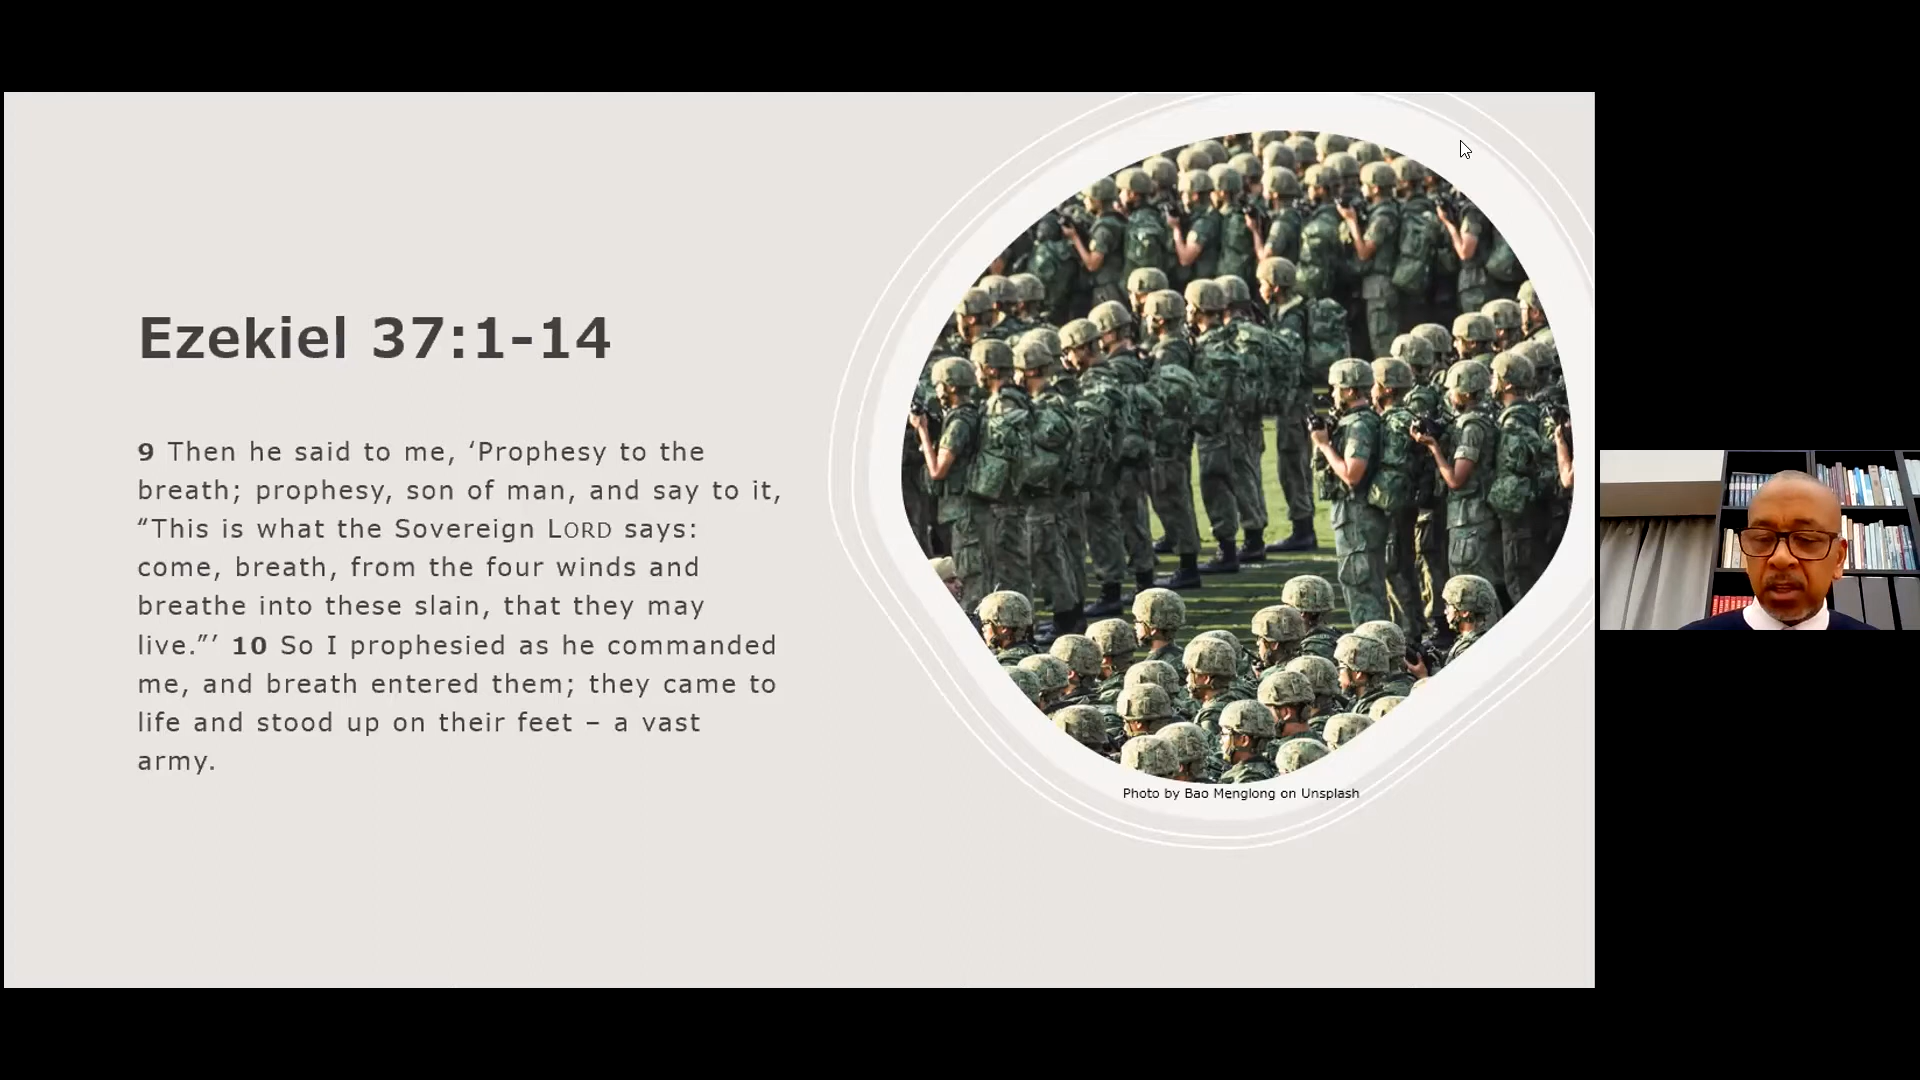 Ezekiel 37:1-14
9 Then he said to me, ‘Prophesy to the
breath; prophesy, son of man, and say to it,
“This is what the Sovereign LORD says:
come, breath, from the four winds and
breathe into these slain, that they may
live.”’ 10 So I prophesied as he commanded
me, and breath entered them; they came to
life and stood up on their feet – a vast
army.
Photo by Bao Menglong on Unsplash